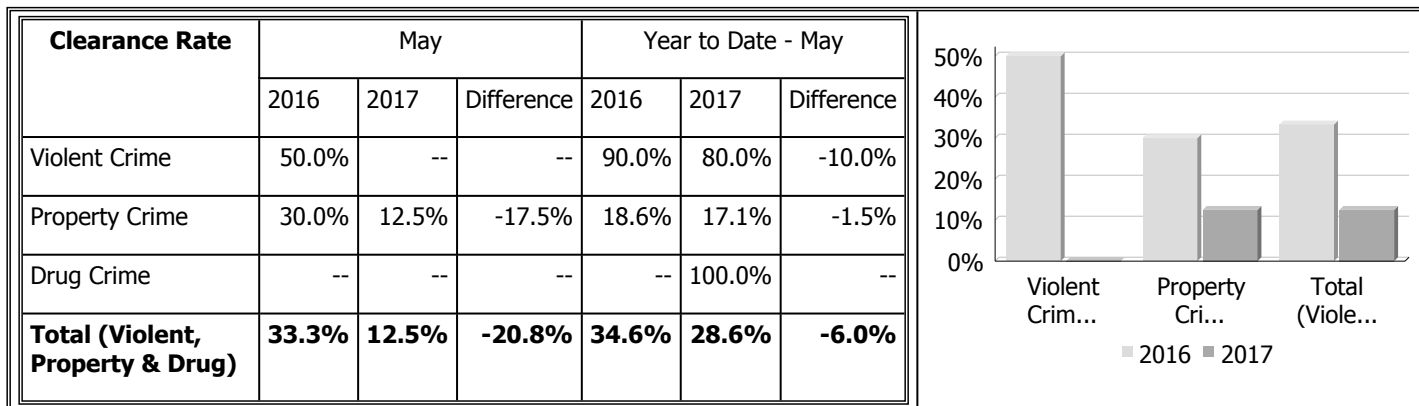 Clearance Rate May Year to Date - May
2016 2017 Difference 2016 2017 Difference
Violent Crime 50.0% -- -- 90.0% 80.0% -10.0%
Property Crime 30.0% 12.5% -17.5% 18.6% 17.1% -1.5%
Drug Crime -- -- -- -- 100.0% --
Total (Violent, 33.3% 12.5% -20.8% 34.6% 28.6% -6.0%
Property & Drug)
50%
40%
30%
20%
10%
0%
Violent Property Total
Crim... Cri... (Viole...
2016 2017